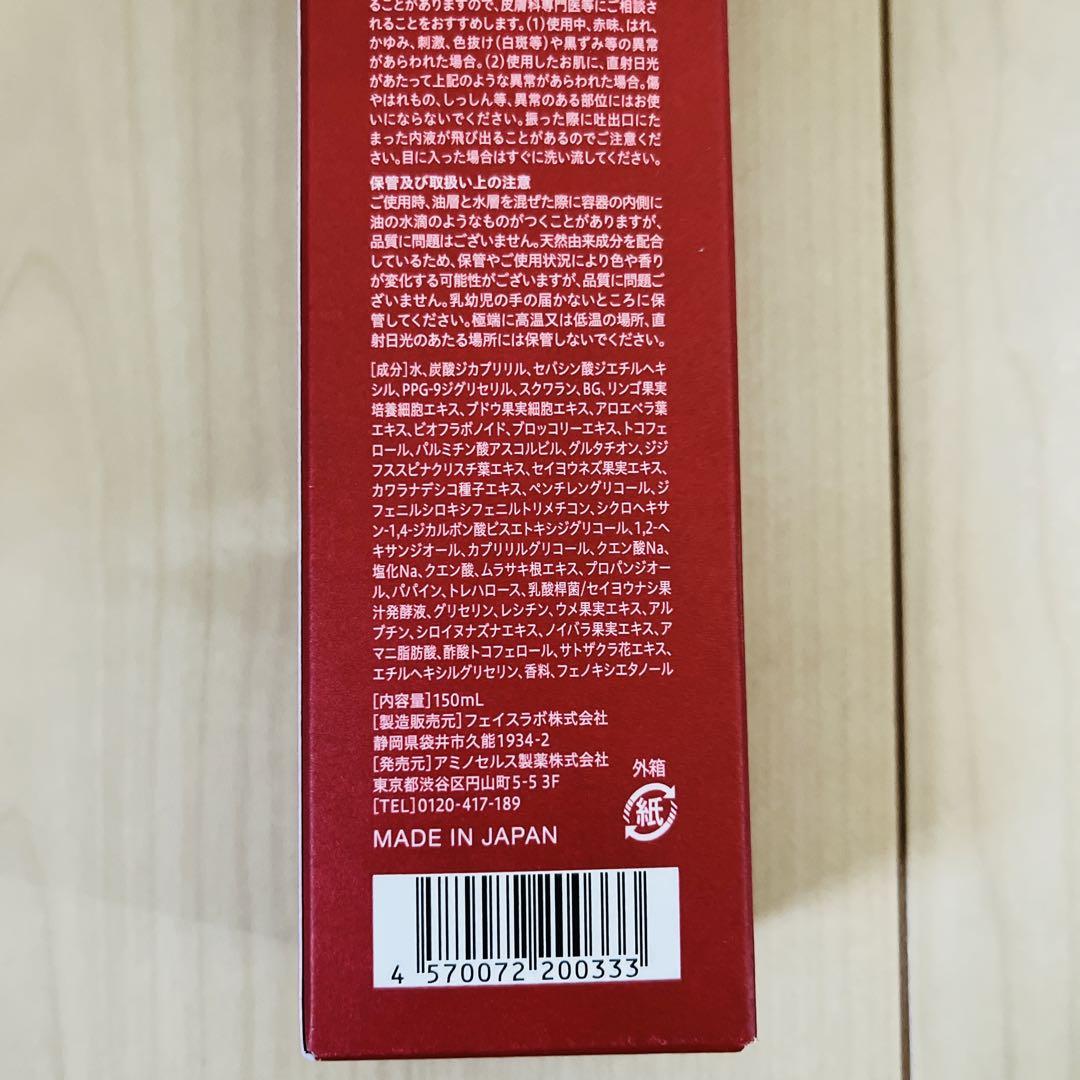 ることがありますので、皮膚科専門医等にご相談さ
れることをおすすめします。(1)使用中、赤味、はれ、
かゆみ、刺激、色抜け(白斑等)や黒ずみ等の異常
があらわれた場合。(2)使用したお肌に、直射日光
があたって上記のような異常があらわれた場合。傷
やはれもの、しっしん等、異常のある部位にはお使
いにならないでください。振った際に吐出口にた
まった内液が飛び出ることがあるのでご注意くだ
さい。目に入った場合はすぐに洗い流してください。
保管及び取扱い上の注意
ご使用時、油層と水層を混ぜた際に容器の内側に
油の水滴のようなものがつくことがありますが、
品質に問題はございません。天然由来成分を配合
しているため、保管やご使用状況により色や香り
が変化する可能性がございますが、品質に問題ご
ざいません。乳幼児の手の届かないところに保
管してください。極端に高温又は低温の場所、直
射日光のあたる場所には保管しないでください。
[成分]水、炭酸ジカプリリル、セバシン酸ジエチルヘキ
シル、PPG-9ジグリセリル、スクワラン、BG、リンゴ果実
培養細胞エキス、ブドウ果実細胞エキス、アロエベラ葉
エキス、ビオフラボノイド、ブロッコリーエキス、トコフェ
ロール、パルミチン酸アスコルビル、グルタチオン、ジジ
フススピナクリスチ葉エキス、セイヨウネズ果実エキス、
カワラナデシコ種子エキス、ペンチレングリコール、ジ
フェニルシロキシフェニルトリメチコン、シクロヘキサ
ン-1,4-ジカルボン酸ビスエトキシジグリコール、1,2-ヘ
キサンジオール、カプリリルグリコール、クエン酸Na、
塩化Na、クエン酸、ムラサキ根エキス、プロパンジオー
ル、パパイン、トレハロース、乳酸桿菌/セイヨウナシ果
汁発酵液、グリセリン、レシチン、ウメ果実エキス、アル
ブチン、シロイヌナズナエキス、ノイバラ果実エキス、ア
マニ脂肪酸、酢酸トコフェロール、サトザクラ花エキス、
エチルヘキシルグリセリン、香料、フェノキシエタノール
[内容量]150mL
[製造販売元]フェイスラボ株式会社
静岡県袋井市久能1934-2
[発売元]アミノセルス製薬株式会社
東京都渋谷区円山町5-5 3F
[TEL]0120-417-189
外箱
紙
MADE IN JAPAN
4 570072 200333